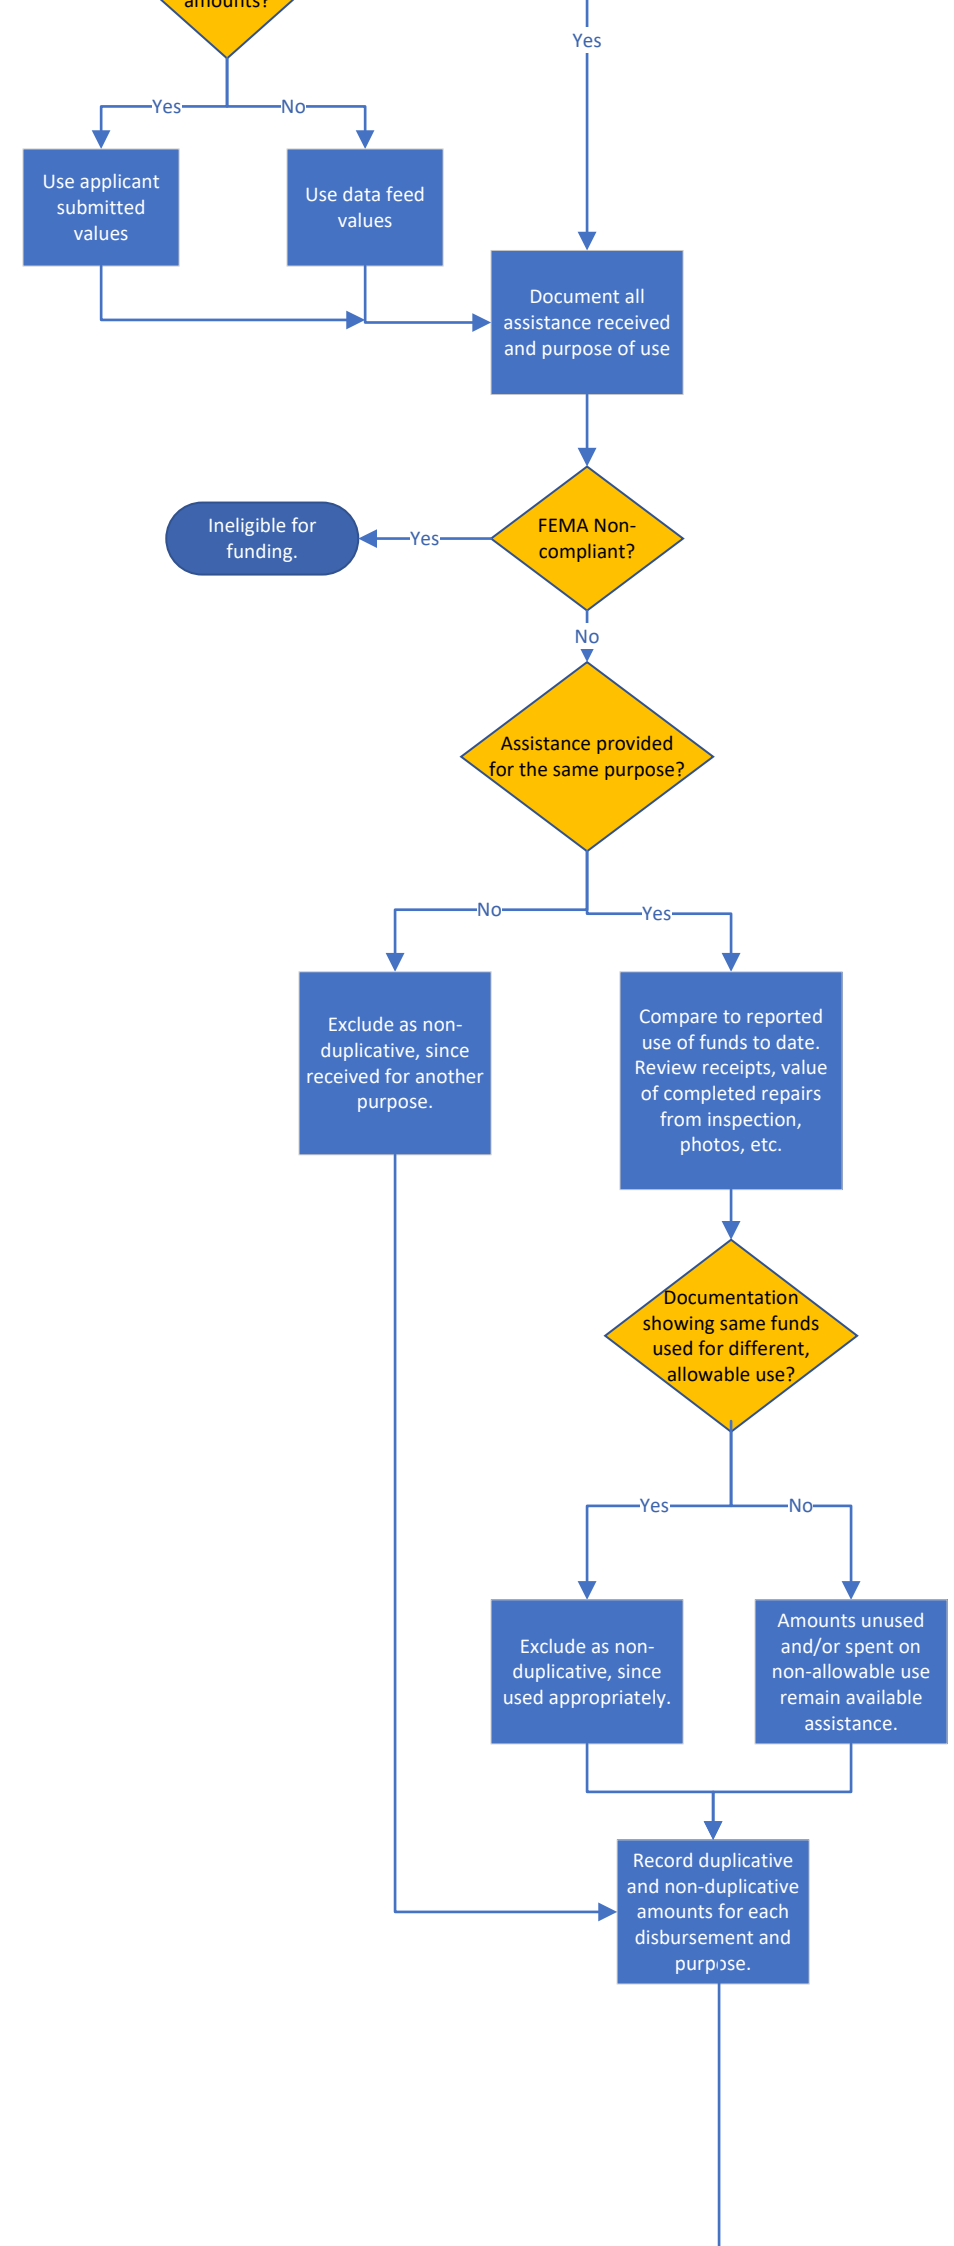 amounts?
Yes
Yes
No
Use applicant
submitted
values
Use data feed
values
Document all
assistance received
and purpose of use
FEMA Non-
compliant?
Yes
Ineligible for
funding.
No
Assistance provided
for the same purpose?
No
Yes
Exclude as non-
duplicative, since
received for another
purpose.
Compare to reported
use of funds to date.
Review receipts, value
of completed repairs
from inspection,
photos, etc.
Documentation
showing same funds
used for different,
allowable use?
Yes
No
Exclude as non-
duplicative, since
used appropriately.
Amounts unused
and/or spent on
non-allowable use
remain available
assistance.
Record duplicative
and non-duplicative
amounts for each
disbursement and
purpose.